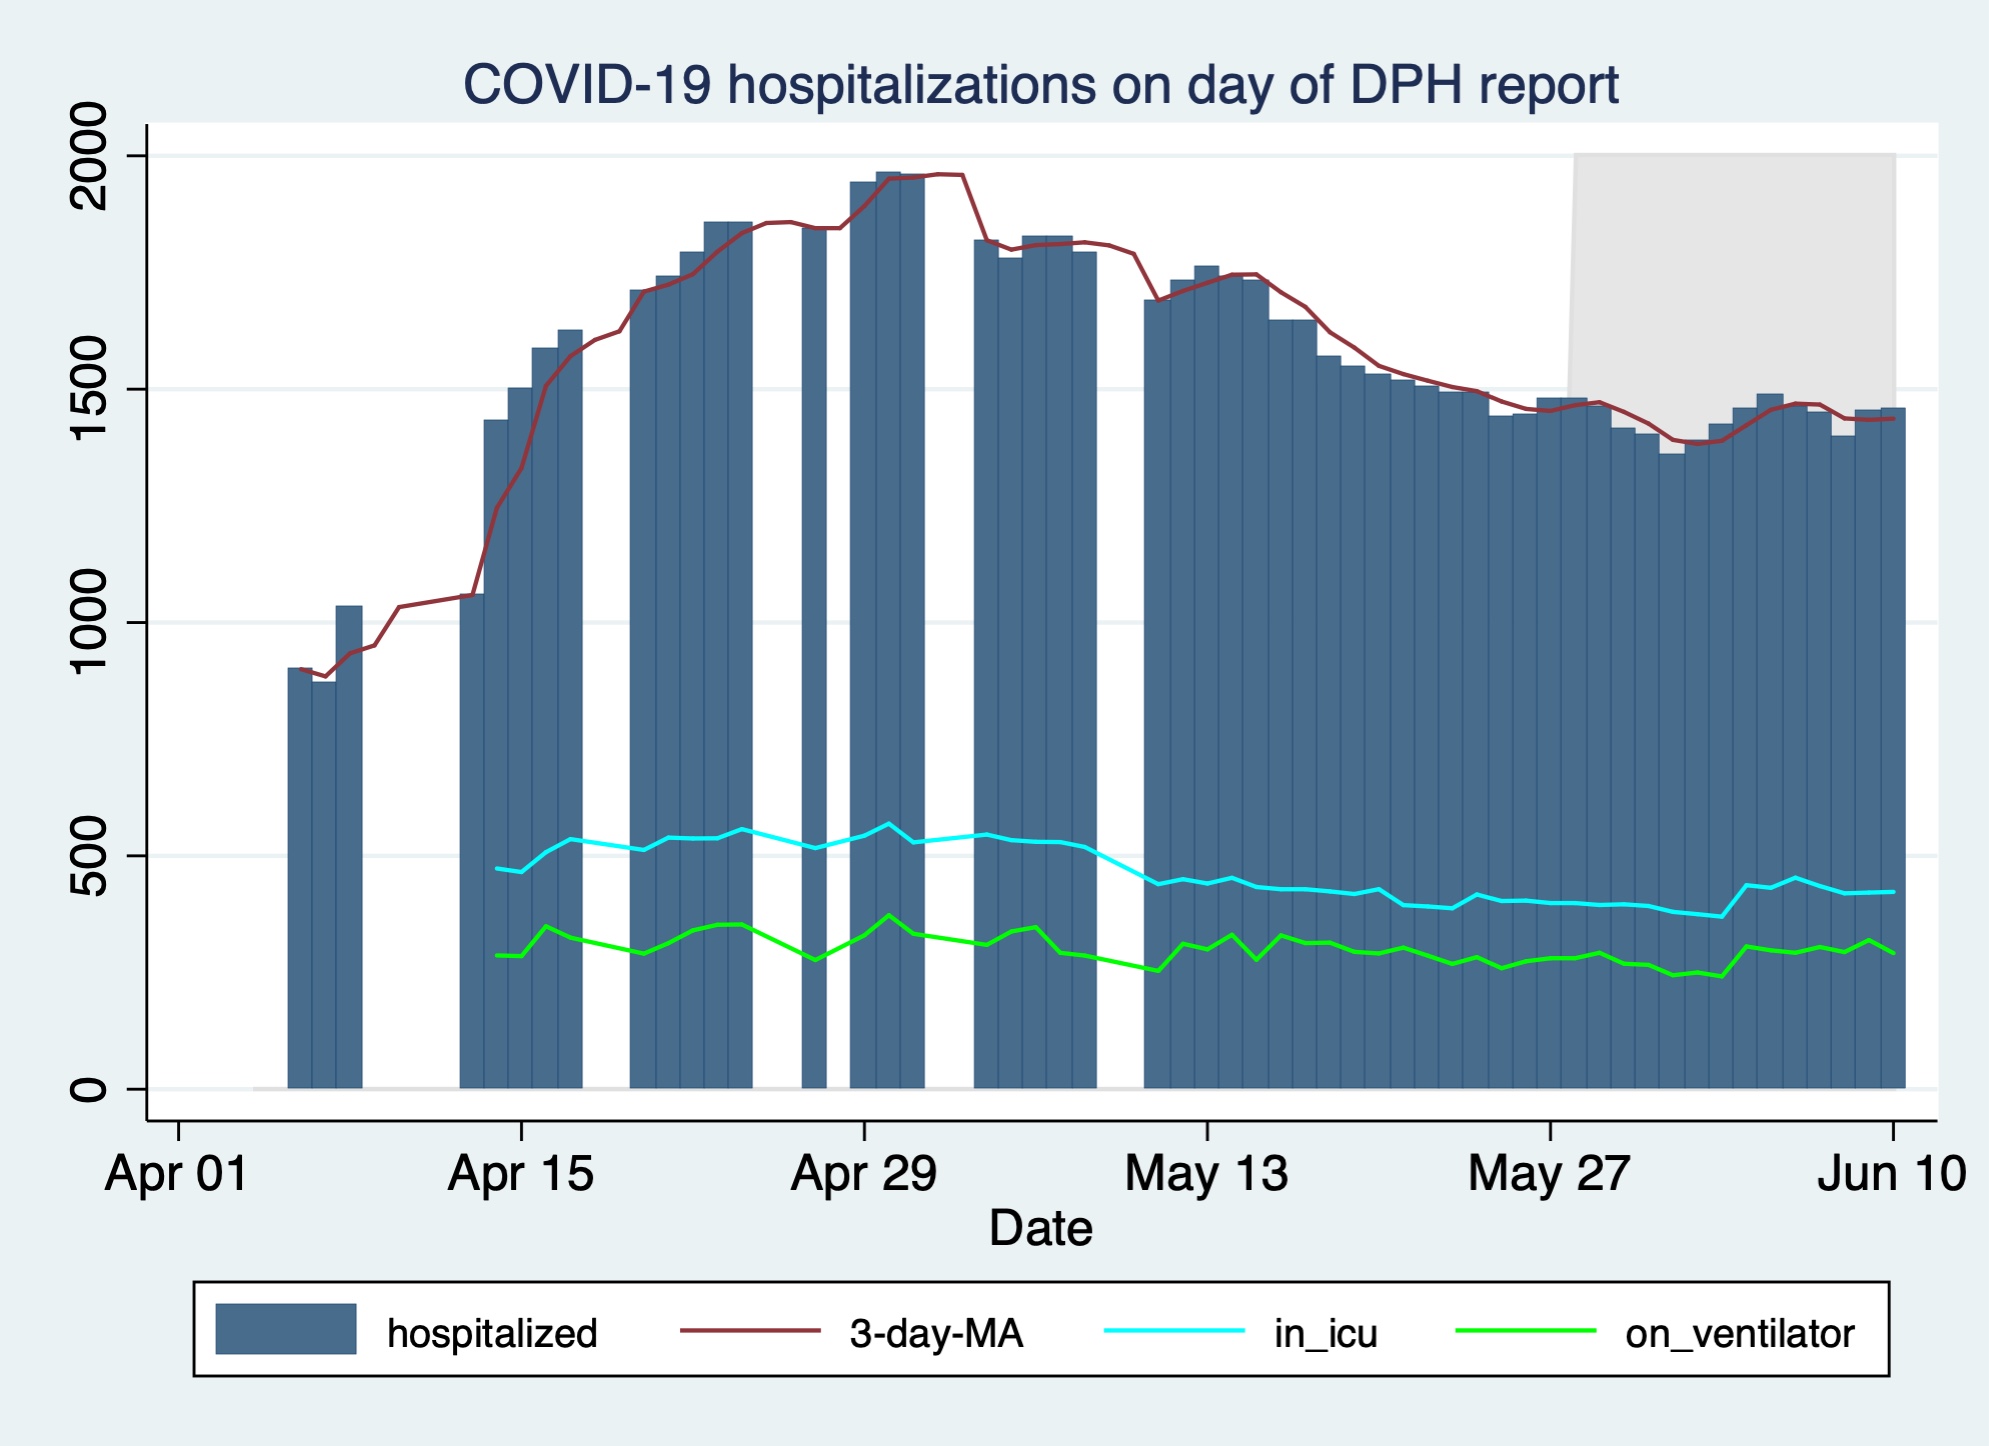 COVID-19 hospitalizations on day of DPH report
2000
1500
1000
500
0
Apr 01 Apr 15 Apr 29 May 13 May 27 Jun 10
Date
hospitalized 3-day-MA in_icu on_ventilator